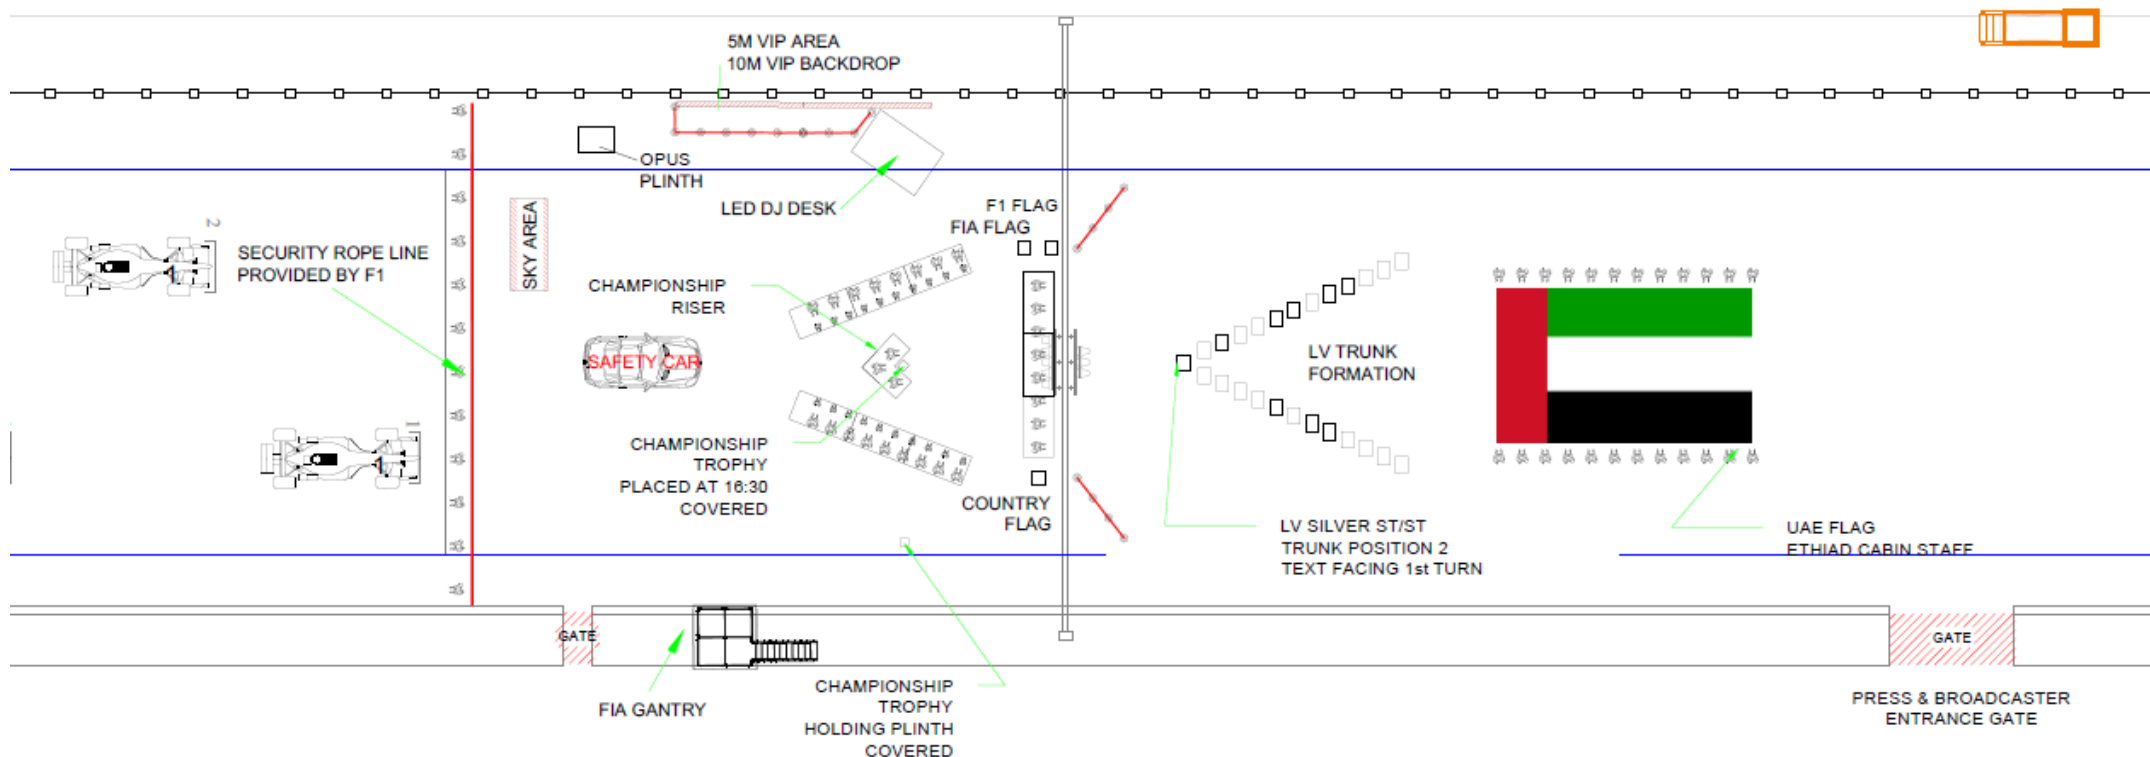 5M VIP AREA
10M VIP BACKDROP
OPUS
PLINTH
LED DJ DESK
F1 FLAG
FIA FLAG
2
SECURITY ROPE LINE
PROVIDED BY F1
SKY AREA
CHAMPIONSHIP
RISER
SAFETY CAR
LV TRUNK
FORMATION
1
CHAMPIONSHIP
TROPHY
PLACED AT 16:30
COVERED
COUNTRY
FLAG
LV SILVER ST/ST
TRUNK POSITION 2
TEXT FACING 1st TURN
UAE FLAG
ETHIAD CABIN STAFF
GATE
GATE
FIA GANTRY
CHAMPIONSHIP
TROPHY
HOLDING PLINTH
COVERED
PRESS & BROADCASTER
ENTRANCE GATE